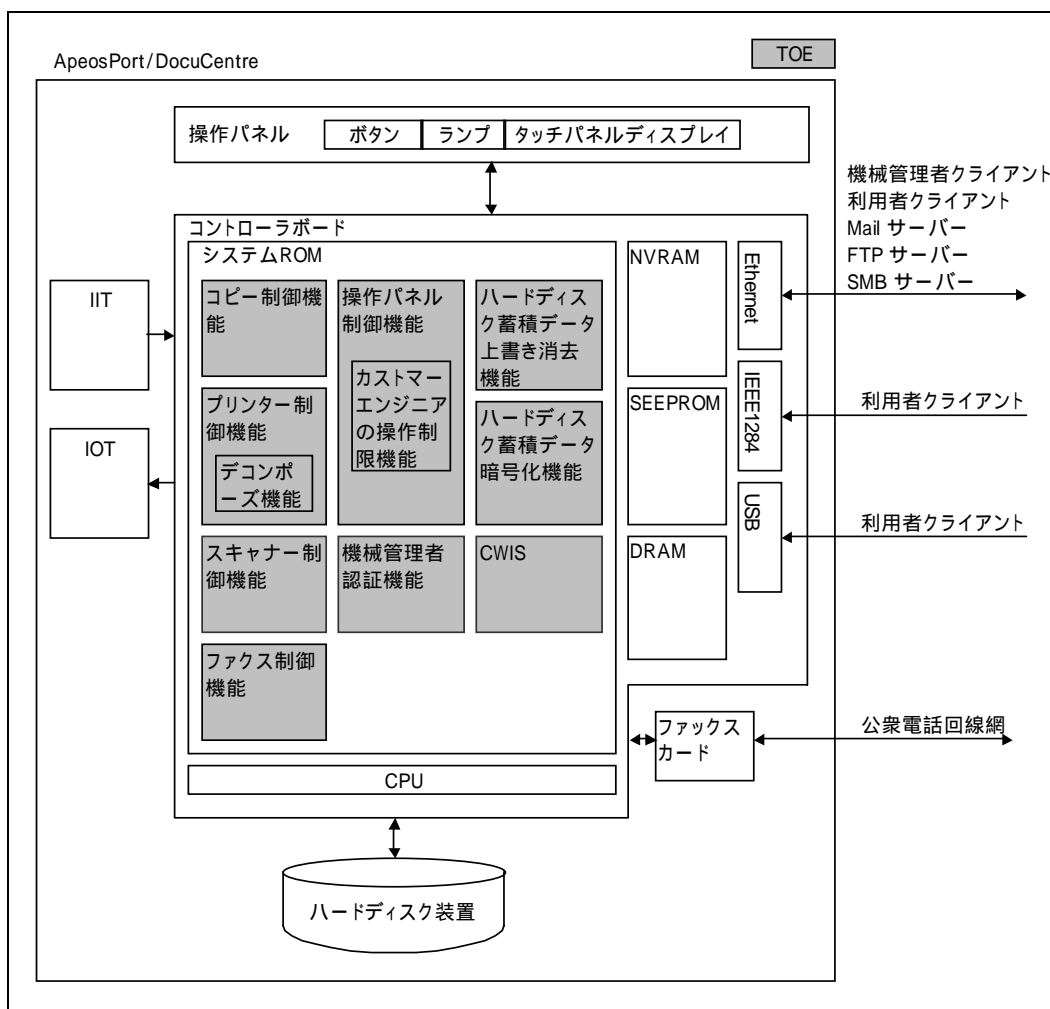 ApeosPort/DocuCentre
TOE
操作パネル
ボタン
ランプ
タッチパネルディスプレイ
機械管理者クライアント
利用者クライアント
Mail サーバー
FTP サーバー
SMB サーバー
コントローラボード
システムROM
NVRAM
Ethernet
IIT
コピー制御機
能
操作パネル
制御機能
カストマー
エンジニア
の操作制
限機能
ハードディス
ク蓄積データ
上書き消去
機能
プリンター制
御機能
デコンポ
ーズ機能
ハードディス
ク蓄積データ
暗号化機能
SEEPROM
IEEE1284
利用者クライアント
IOT
USB
利用者クライアント
スキャナー制
御機能
機械管理者
認証機能
CWIS
DRAM
ファクス制御
機能
ファックス
カード
公衆電話回線網
CPU
ハードディスク装置